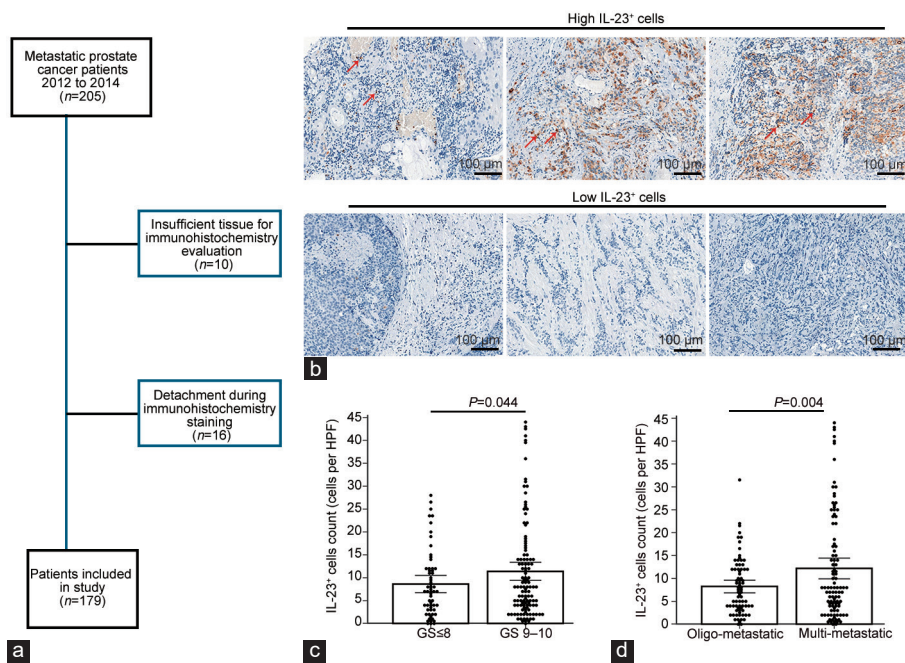 Metastatic prostate
cancer patients
2012 to 2014
(n=205)
Insufficient tissue for
immunohistochemistry
evaluation
(n=10)
Detachment during
immunohistochemistry
staining
(n=16)
Patients included
in study
(n=179)
a
High IL-23⁺ cells
100 µm
100 µm
100 µm
Low IL-23⁺ cells
100 µm
100 µm
100 µm
b
P=0.044
IL-23⁺ cells count (cells per HPF)
45
40
35
30
25
20
15
10
5
0
GS≤8
GS 9–10
c
P=0.004
IL-23⁺ cells count (cells per HPF)
45
40
35
30
25
20
15
10
5
0
Oligo-metastatic
Multi-metastatic
d